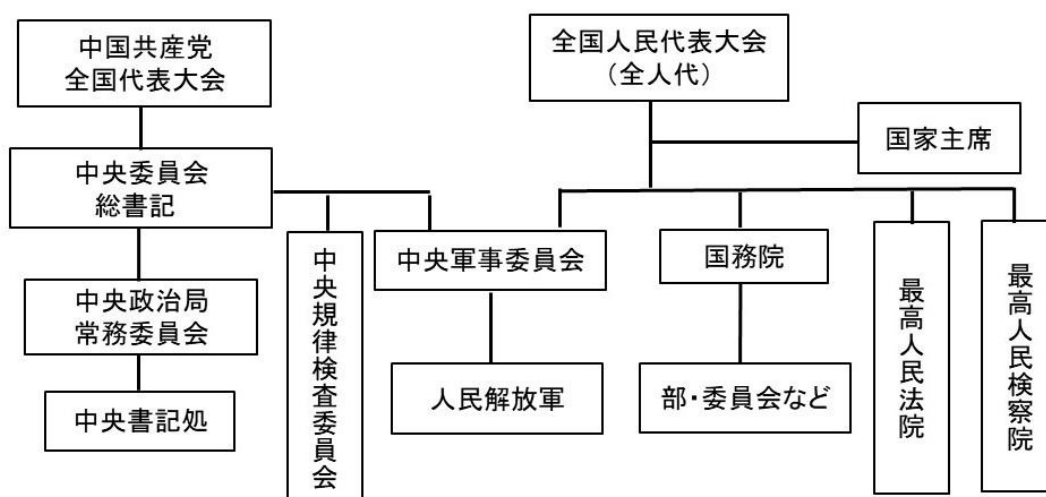 中国共産党
全国代表大会
全国人民代表大会
（全人代）
国家主席
中央委員会
総書記
中央規律検査委員会
中央軍事委員会
国務院
最高人民法院
最高人民検察院
中央政治局
常務委員会
人民解放軍
部・委員会など
中央書記処